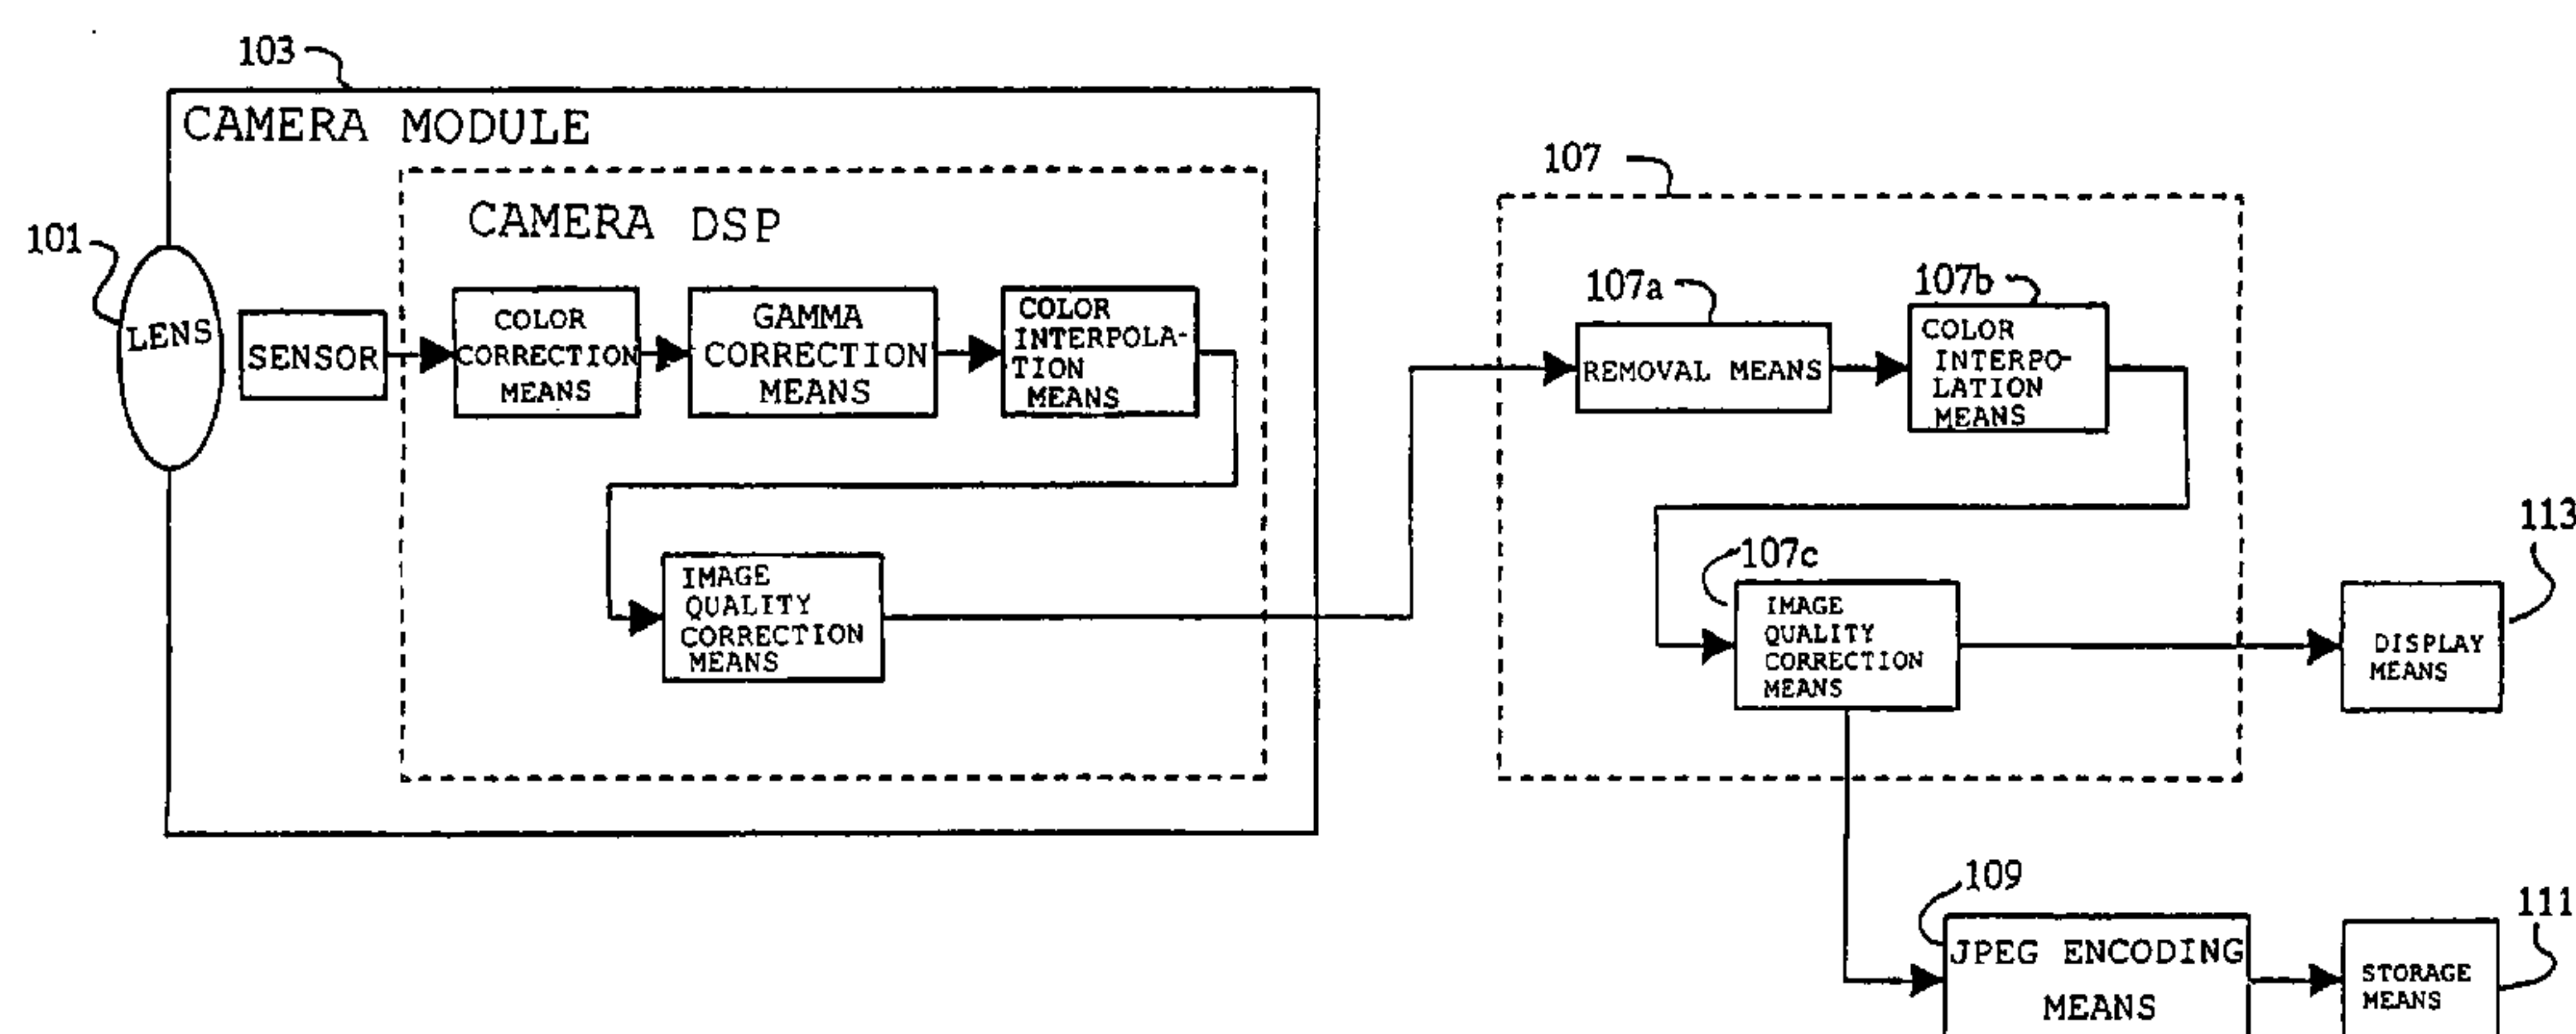 103
CAMERA MODULE
101
LENS
SENSOR
CAMERA DSP
COLOR
CORRECTION
MEANS
GAMMA
CORRECTION
MEANS
COLOR
INTERPOLA-
TION
MEANS
IMAGE
QUALITY
CORRECTION
MEANS
107
107a
REMOVAL MEANS
107b
COLOR
INTERPO-
LATION
MEANS
107c
IMAGE
QUALITY
CORRECTION
MEANS
113
DISPLAY
MEANS
109
JPEG ENCODING
MEANS
111
STORAGE
MEANS